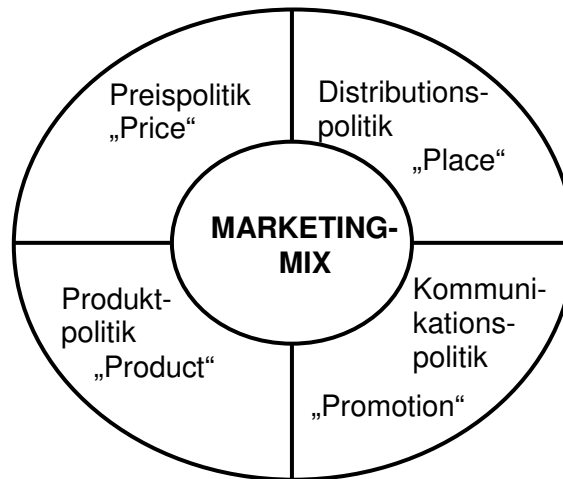 Preispolitik
„Price“
Distributions-
politik
„Place“
MARKETING-
MIX
Produkt-
politik
„Product“
Kommuni-
kations-
politik
„Promotion“